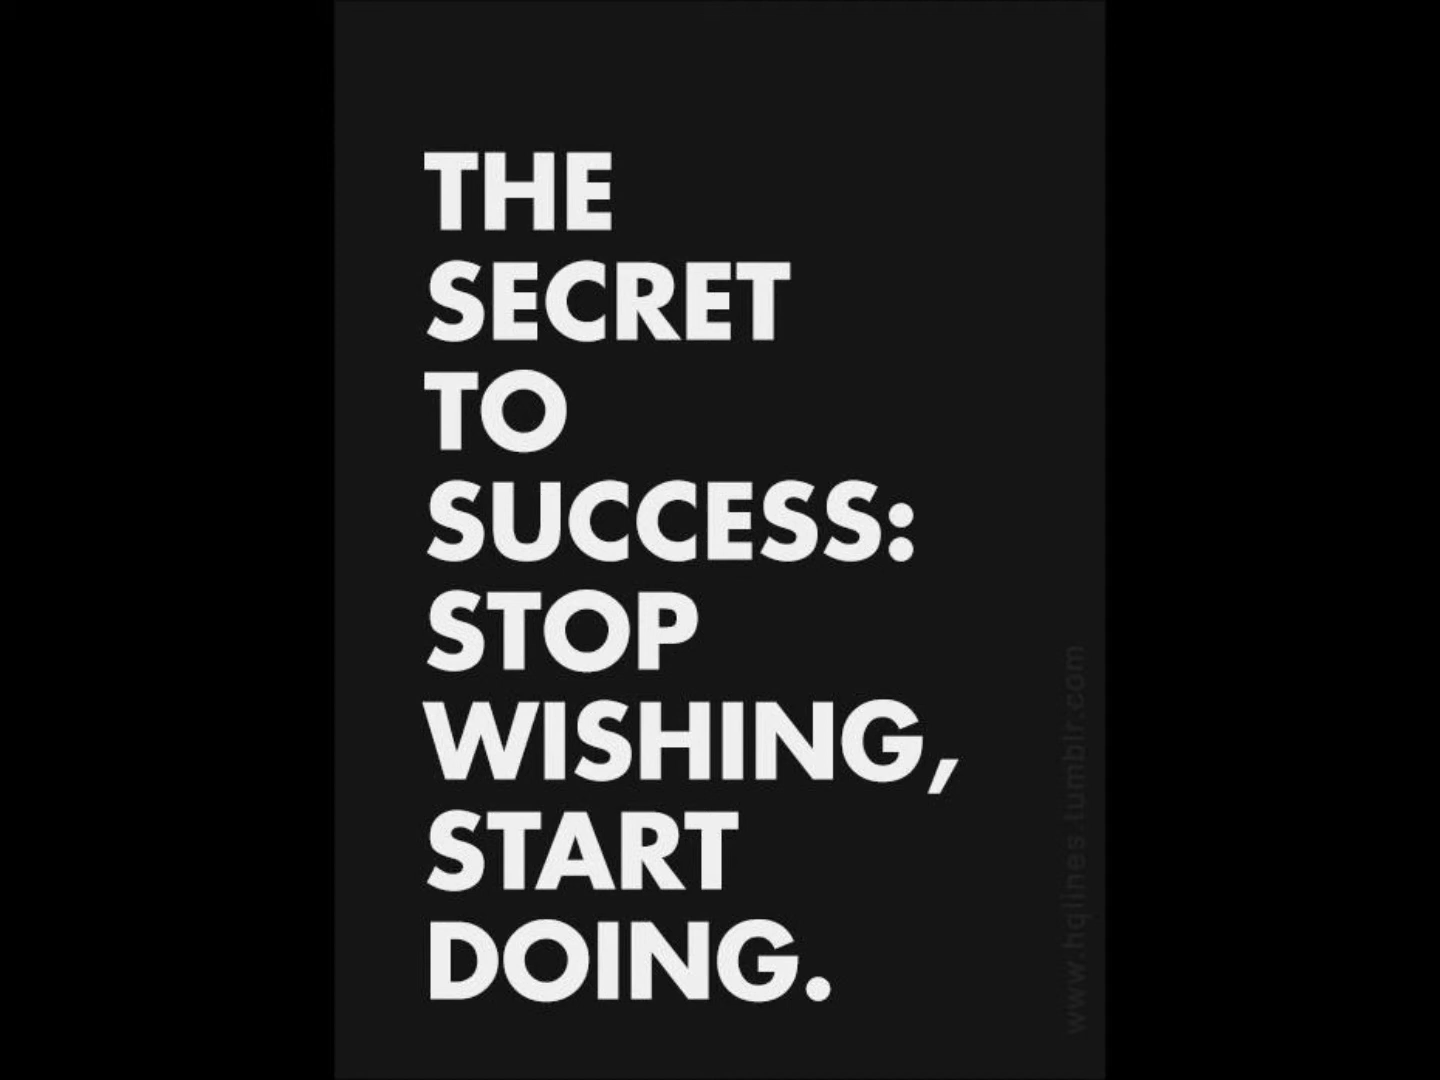 THE
SECRET
TO
SUCCESS:
STOP
WISHING,
START
DOING.
www.hqlines.tumblr.com